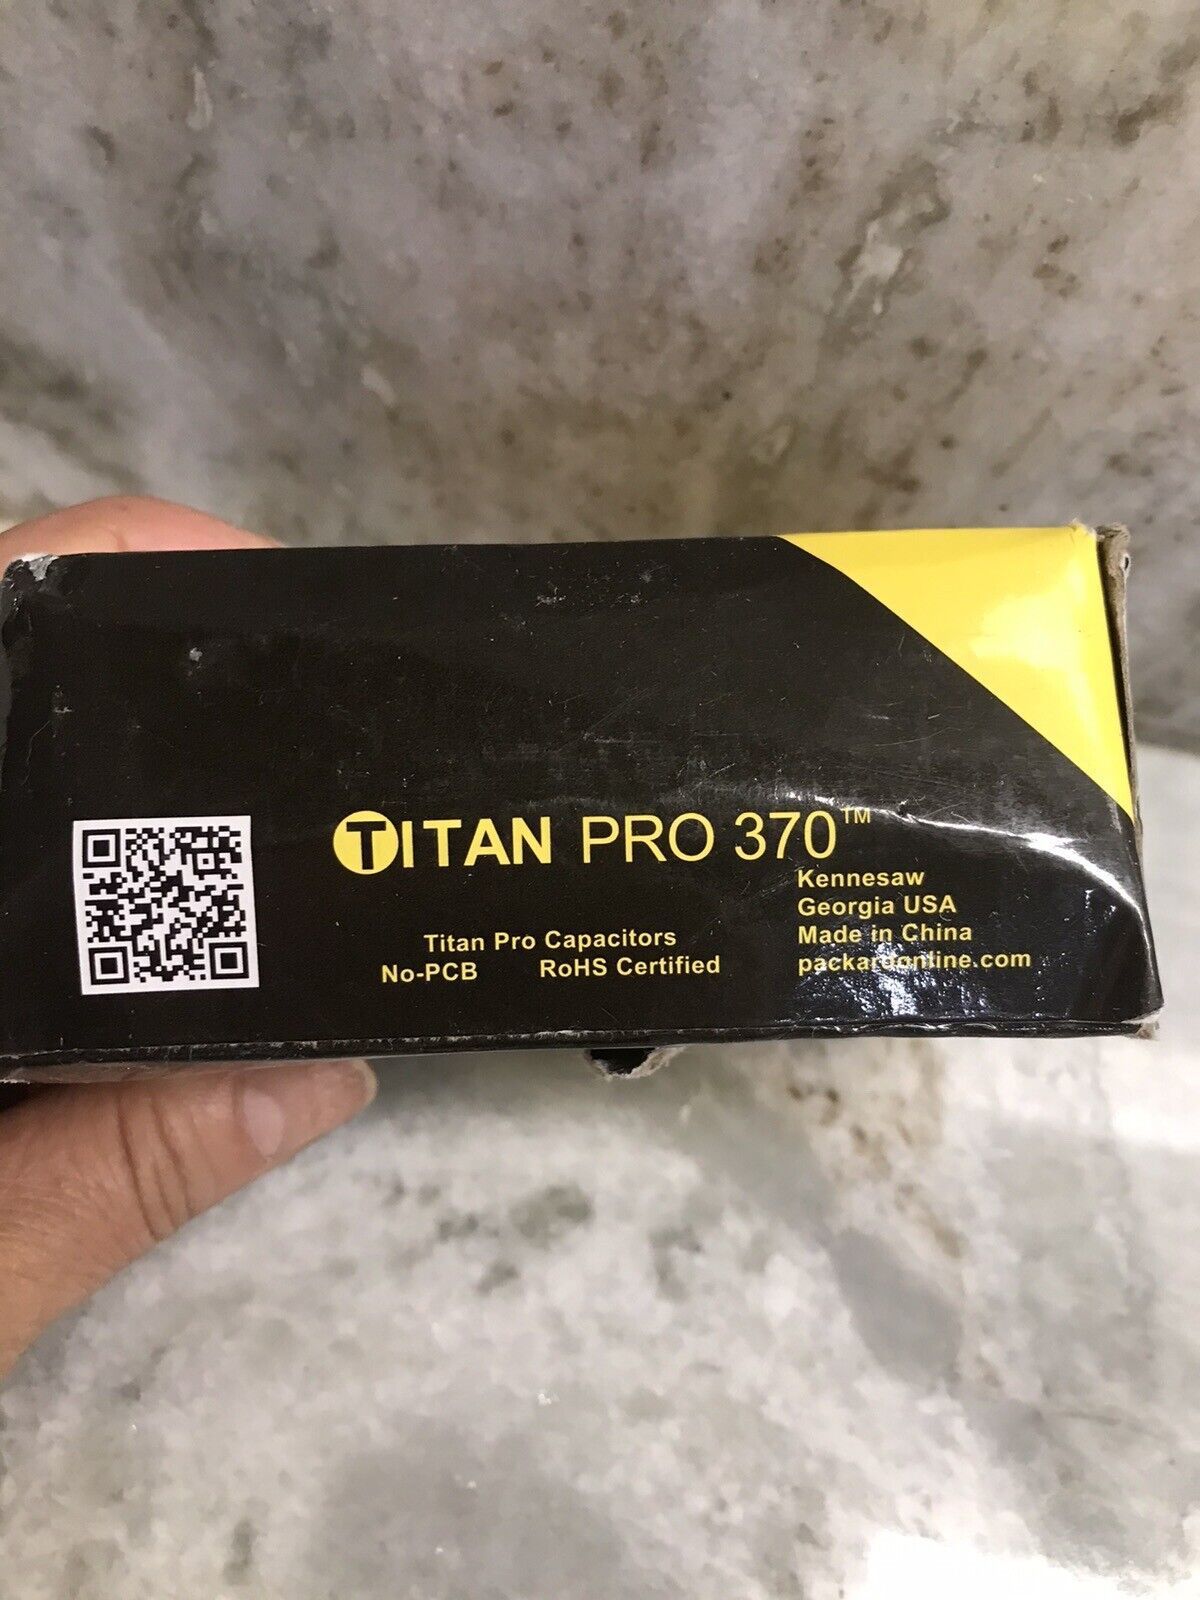 TITAN PRO 370™
Kennesaw
Georgia USA
Made in China
packardonline.com
Titan Pro Capacitors
No-PCB RoHS Certified